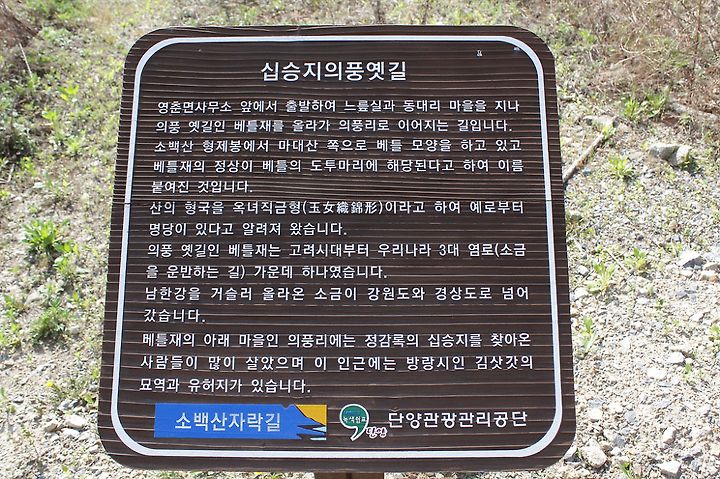 십승지의풍옛길
영춘면사무소 앞에서 출발하여 느릅실과 동대리 마을을 지나
의풍 옛길인 베틀재를 올라가 의풍리로 이어지는 길입니다.
소백산 형제봉에서 마대산 쪽으로 베틀 모양을 하고 있고
베틀재의 정상이 베틀의 도투마리에 해당된다고 하여 이름
붙여진 것입니다.
산의 형국을 옥녀직금형(玉女織錦形)이라고 하여 예로부터
명당이 있다고 알려져 왔습니다.
의풍 옛길인 베틀재는 고려시대부터 우리나라 3대 염로(소금
을 운반하는 길) 가운데 하나였습니다.
남한강을 거슬러 올라온 소금이 강원도와 경상도로 넘어
갔습니다.
베틀재의 아래 마을인 의풍리에는 정감록의 십승지를 찾아온
사람들이 많이 살았으며 이 인근에는 방랑시인 김삿갓의
묘역과 유허지가 있습니다.
소백산자락길 녹색쉼표 단양 단양관광관리공단